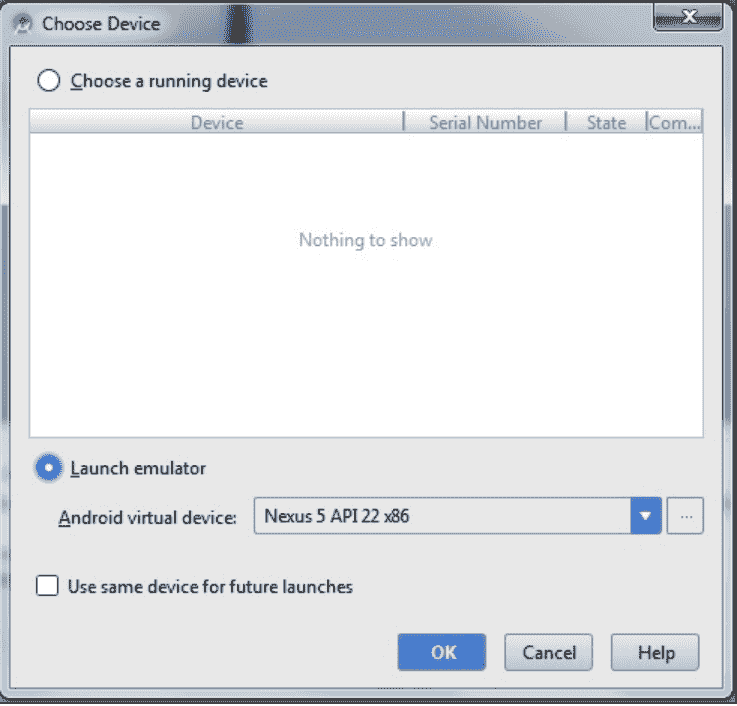 Choose Device
Choose a running device
Device Serial Number State Com...
Nothing to show
Launch emulator
Android virtual device: Nexus 5 API 22 x86 ...
Use same device for future launches
OK Cancel Help